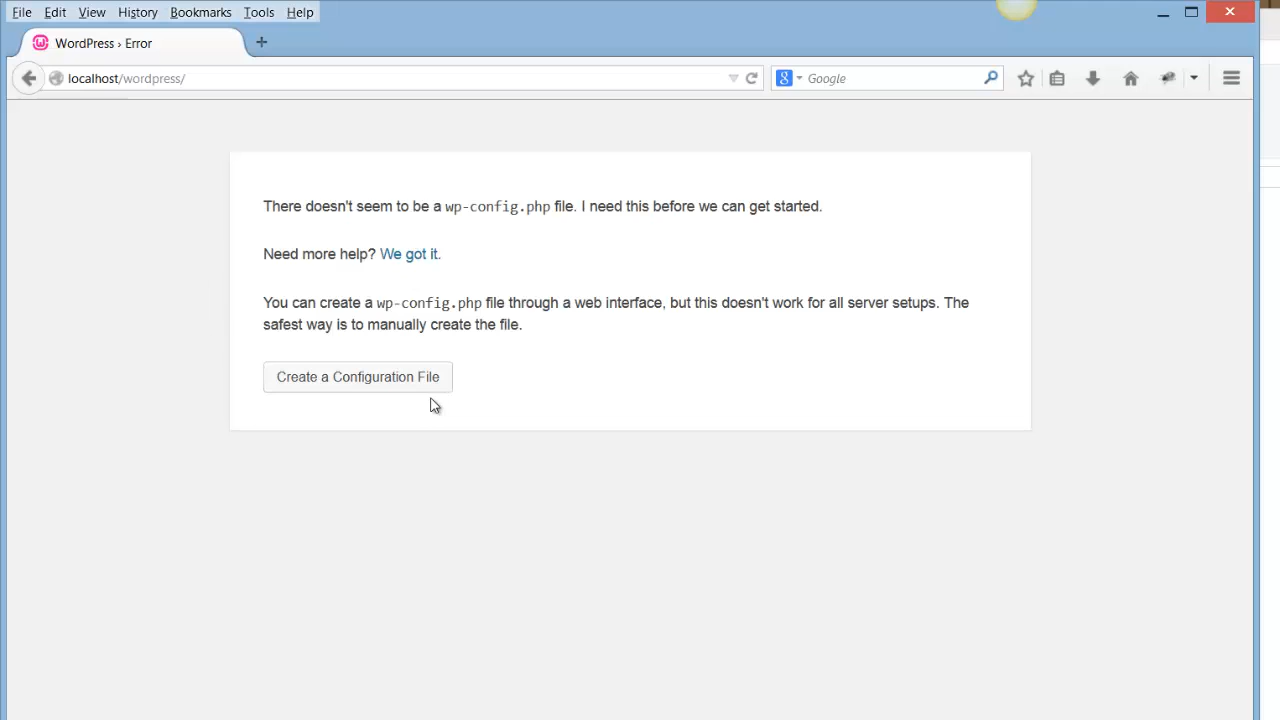 File Edit View History Bookmarks Tools Help
WordPress › Error
localhost/wordpress/
8 Google
There doesn't seem to be a wp-config.php file. I need this before we can get started.
Need more help? We got it.
You can create a wp-config.php file through a web interface, but this doesn't work for all server setups. The
safest way is to manually create the file.
Create a Configuration File